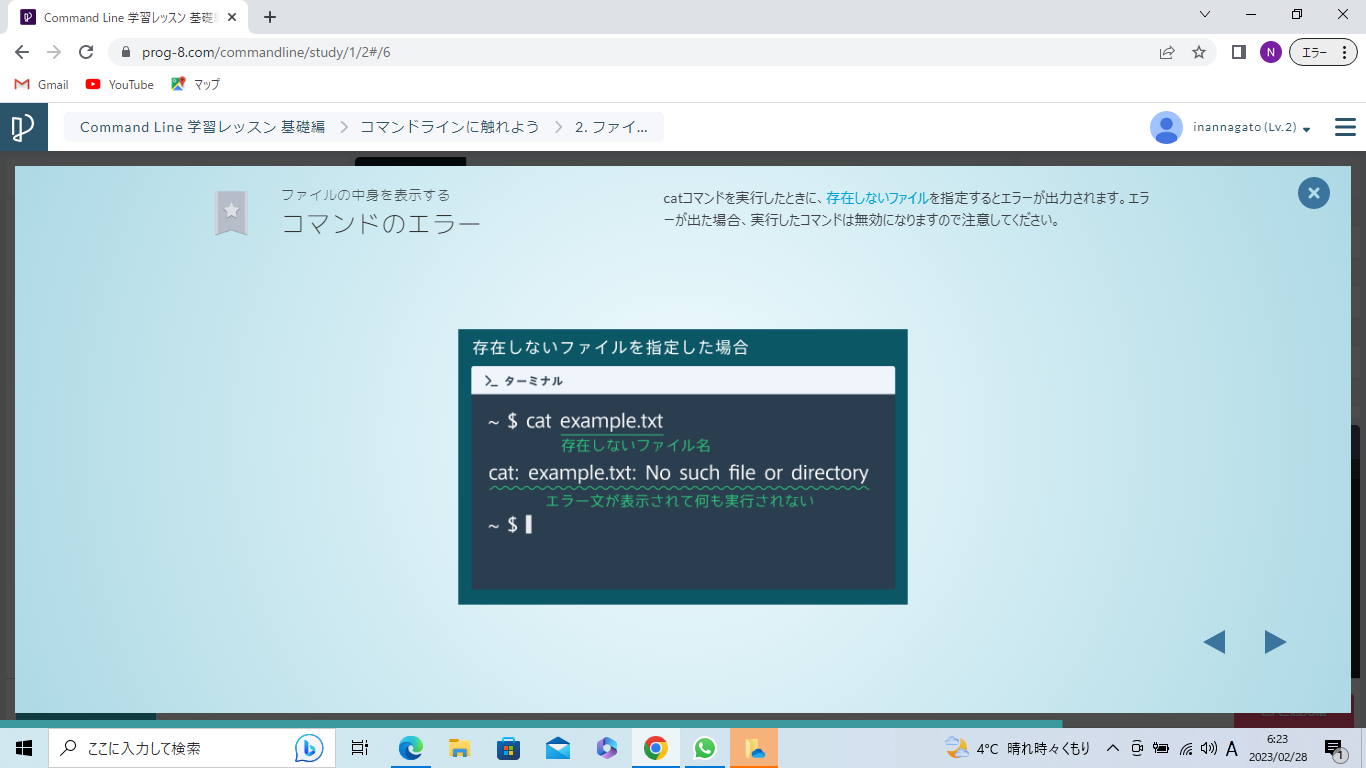 Command Line 学習レッスン 基礎
prog-8.com/commandline/study/1/2#/6
N
エラー
Gmail
YouTube
マップ
Command Line 学習レッスン 基礎編
コマンドラインに触れよう
2. ファイ...
inannagato (Lv.2)
ファイルの中身を表示する
コマンドのエラー
catコマンドを実行したときに、存在しないファイルを指定するとエラーが出力されます。エラ
ーが出た場合、実行したコマンドは無効になりますので注意してください。
存在しないファイルを指定した場合
ターミナル
~ $ cat example.txt
存在しないファイル名
cat: example.txt: No such file or directory
エラー文が表示されて何も実行されない
~ $
ここに入力して検索
4°C 晴れ時々くもり
A
6:23
2023/02/28
1